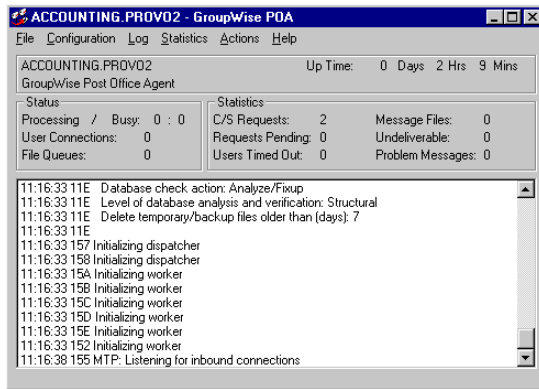 ACCOUNTING.PROVO2 - GroupWise POA
File Configuration Log Statistics Actions Help
ACCOUNTING.PROVO2 Up Time: 0 Days 2 Hrs 9 Mins
GroupWise Post Office Agent
Status Statistics
Processing / Busy: 0 : 0 C/S Requests: 2 Message Files: 0
User Connections: 0 Requests Pending: 0 Undeliverable: 0
File Queues: 0 Users Timed Out: 0 Problem Messages: 0
11:16:33 11E Database check action: Analyze/Fixup
11:16:33 11E Level of database analysis and verification: Structural
11:16:33 11E Delete temporary/backup files older than (days): 7
11:16:33 11E
11:16:33 157 Initializing dispatcher
11:16:33 158 Initializing dispatcher
11:16:33 15A Initializing worker
11:16:33 15B Initializing worker
11:16:33 15C Initializing worker
11:16:33 15D Initializing worker
11:16:33 15E Initializing worker
11:16:33 152 Initializing worker
11:16:38 155 MTP: Listening for inbound connections